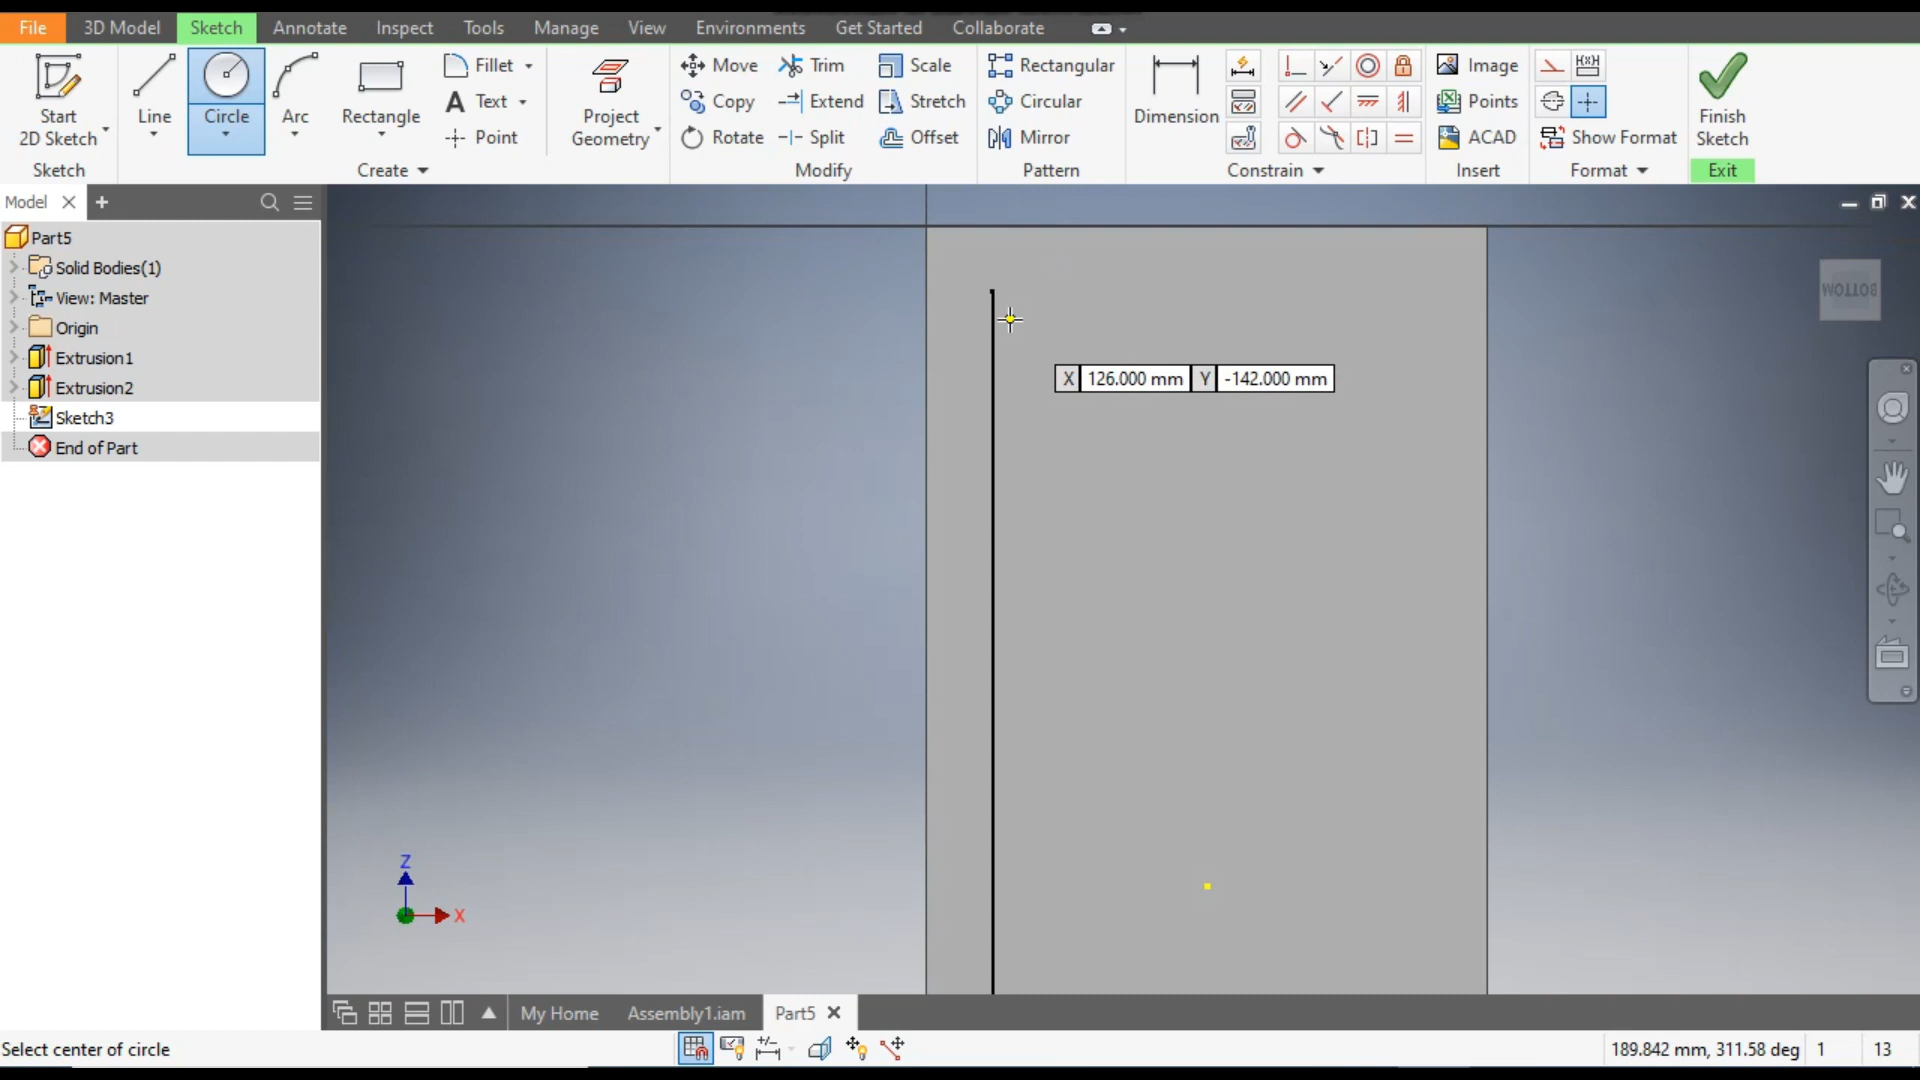 File 3D Model Sketch Annotate Inspect Tools Manage View Environments Get Started Collaborate
Start
2D Sketch
Line
Circle
Arc
Rectangle
Fillet
Text
Point
Project
Geometry
Move Trim Scale
Copy Extend Stretch
Rotate Split Offset
Rectangular
Circular
Mirror
Dimension
Image
Points
ACAD
Show Format
Finish
Sketch
Sketch Create Modify Pattern Constrain Insert Format Exit
Model
Part5
Solid Bodies(1)
View: Master
Origin
Extrusion1
Extrusion2
Sketch3
End of Part
BOTTOM
X 126.000 mm Y -142.000 mm
Z
X
My Home Assembly1.iam Part5
Select center of circle
189.842 mm, 311.58 deg 1 13